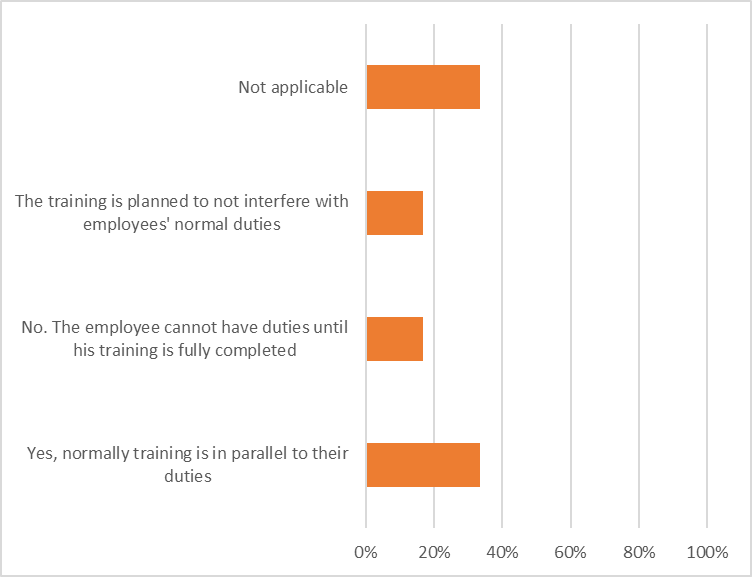 Not applicable
The training is planned to not interfere with
employees' normal duties
No. The employee cannot have duties until
his training is fully completed
Yes, normally training is in parallel to their
duties
0% 20% 40% 60% 80% 100%